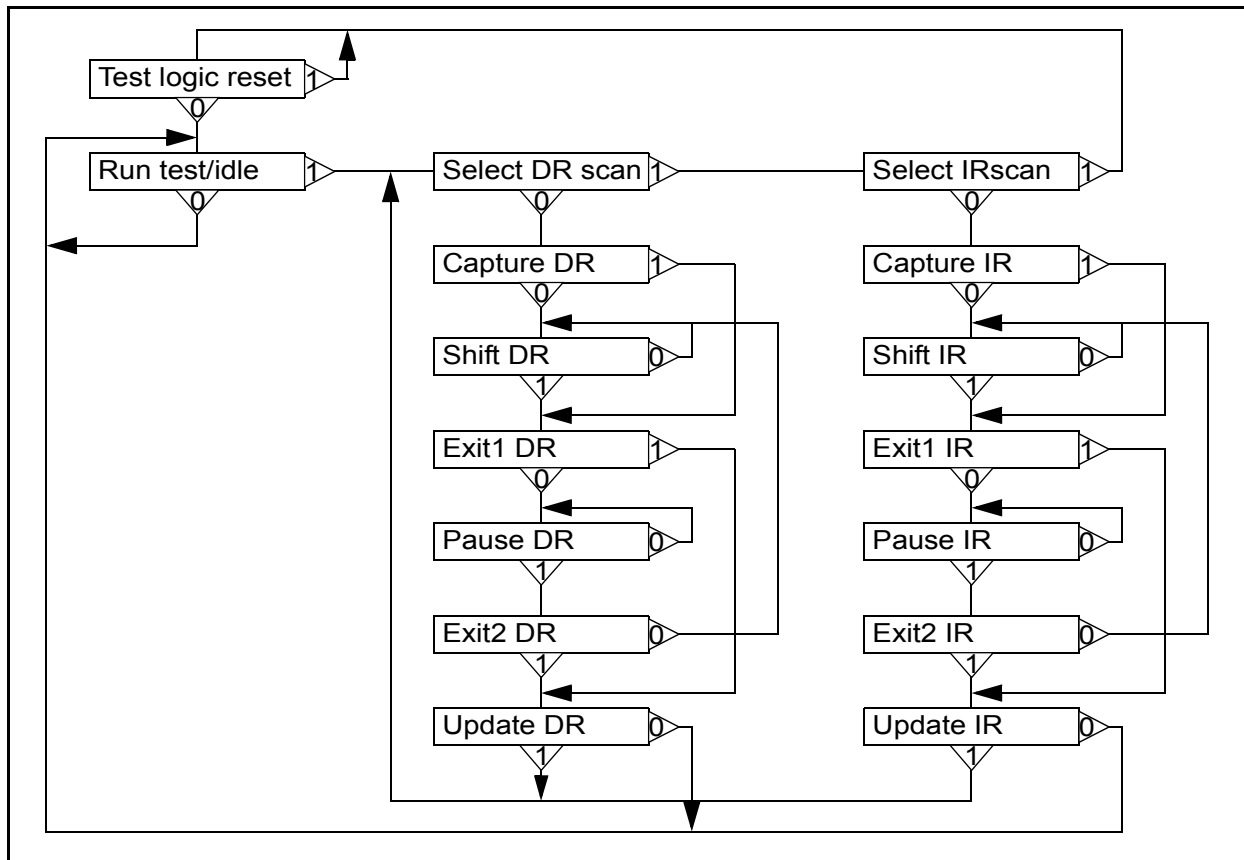 Test logic reset 1
0
Run test/idle 1 Select DR scan 1 Select IRscan 1
0 0 0
Capture DR 1 Capture IR 1
0 0
Shift DR 0 Shift IR 0
1 1
Exit1 DR 1 Exit1 IR 1
0 0
Pause DR 0 Pause IR 0
1 1
Exit2 DR 0 Exit2 IR 0
1 1
Update DR 0 Update IR 0
1 1